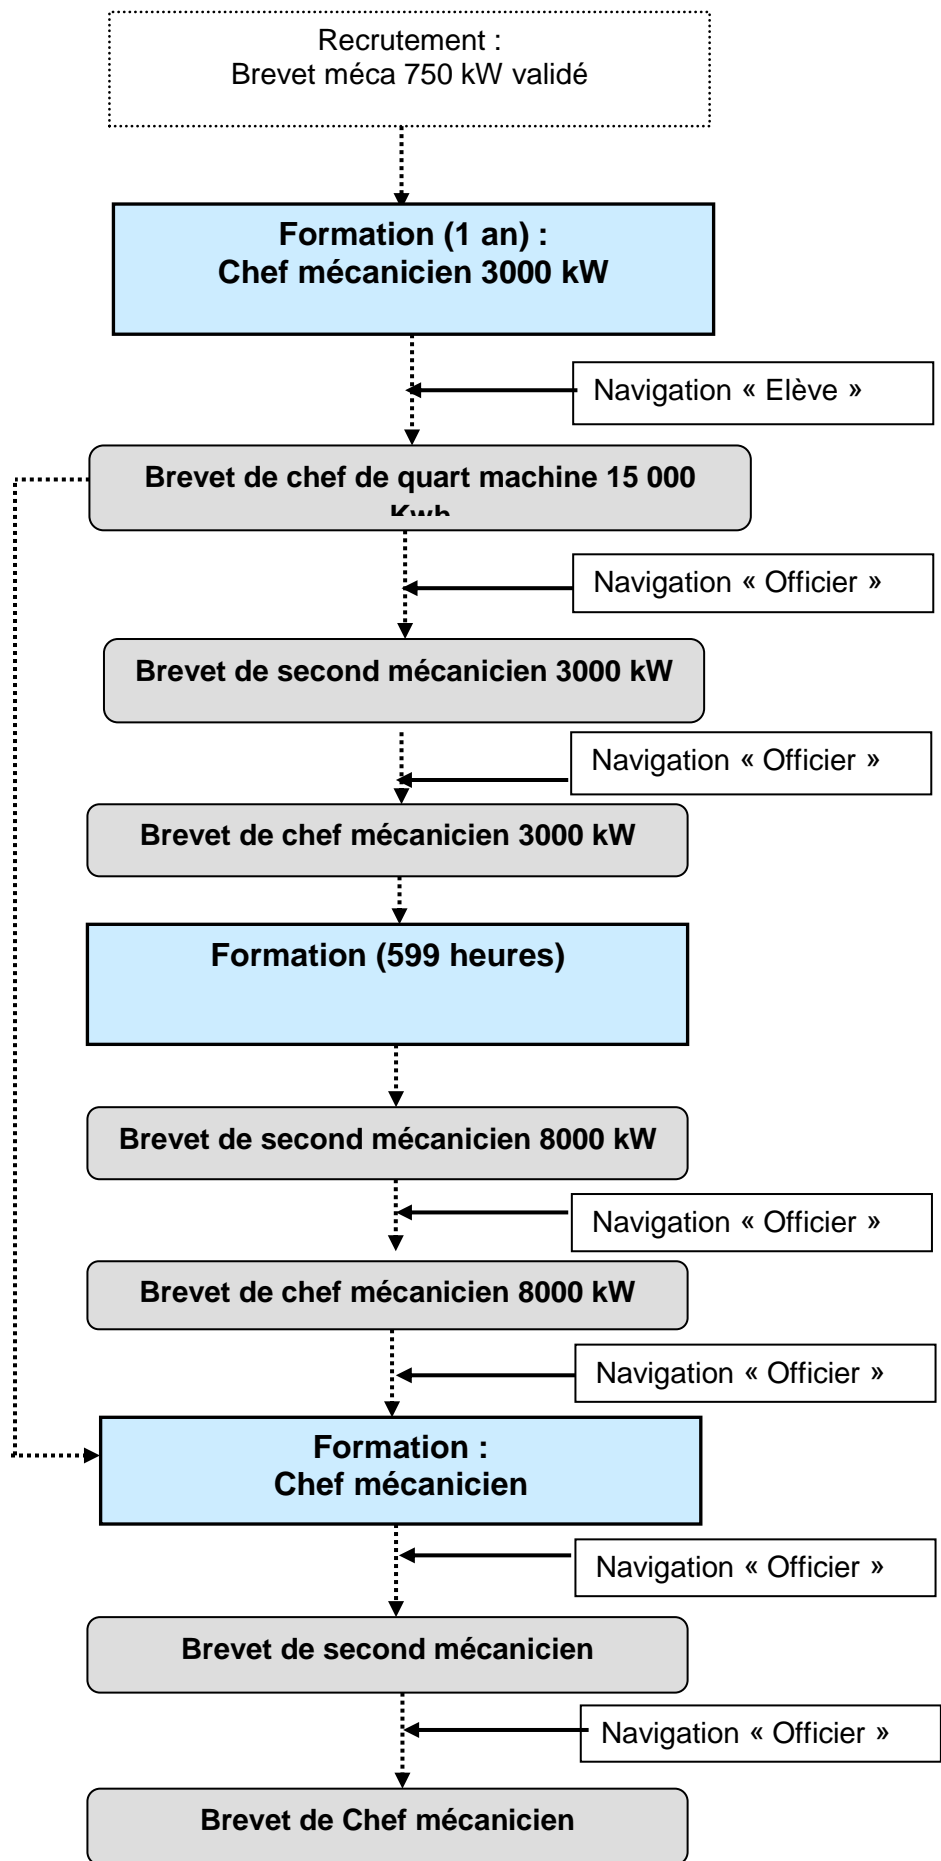 Recrutement :
Brevet méca 750 kW validé
Formation (1 an) :
Chef mécanicien 3000 kW
Navigation « Elève »
Brevet de chef de quart machine 15 000
Kwh
Navigation « Officier »
Brevet de second mécanicien 3000 kW
Navigation « Officier »
Brevet de chef mécanicien 3000 kW
Formation (599 heures)
Brevet de second mécanicien 8000 kW
Navigation « Officier »
Brevet de chef mécanicien 8000 kW
Navigation « Officier »
Formation :
Chef mécanicien
Navigation « Officier »
Brevet de second mécanicien
Navigation « Officier »
Brevet de Chef mécanicien